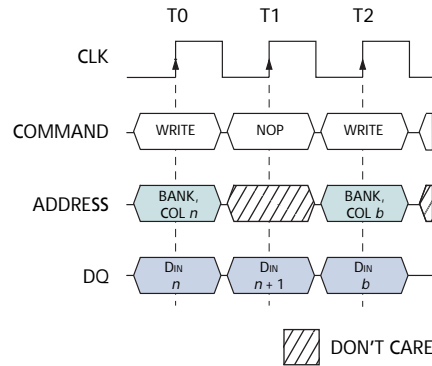 T0 T1 T2
CLK
COMMAND WRITE NOP WRITE
BANK, BANK,
ADDRESS
COL n COL b
DIN DIN DIN
DQ
n n + 1 b
DON'T CARE